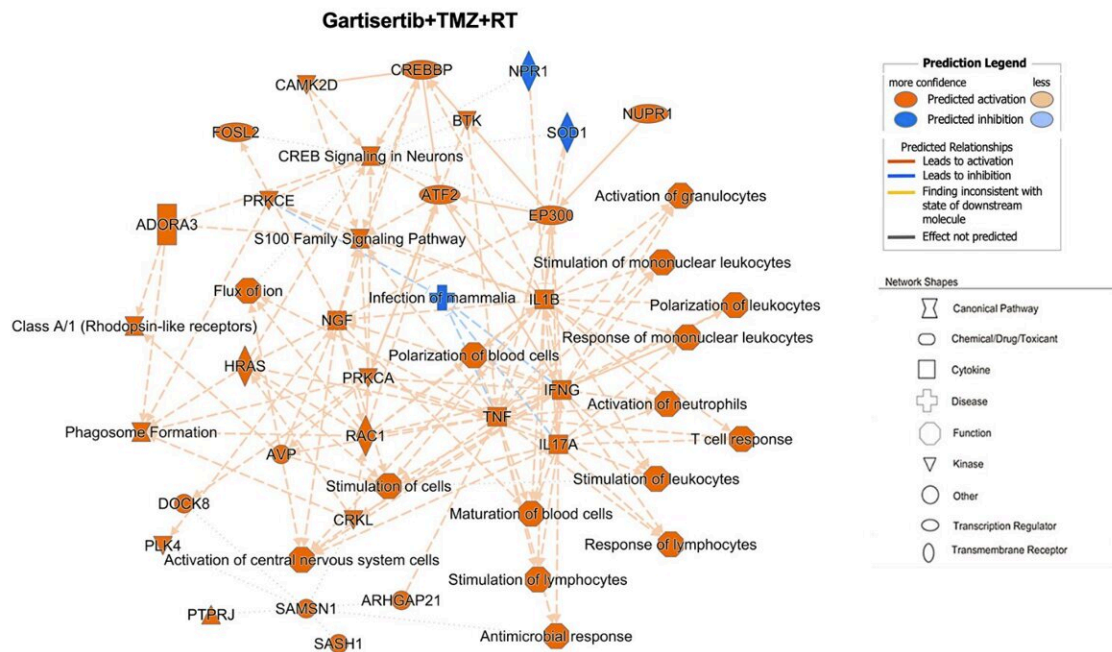 Gartisertib+TMZ+RT
CREBBP
NPR1
CAMK2D
NUPR1
BTK
FOSL2
SOD1
CREB Signaling in Neurons
Activation of granulocytes
ATF2
PRKCE
EP300
ADORA3
S100 Family Signaling Pathway
Stimulation of mononuclear leukocytes
Flux of ion
Infection of mammalia
IL1B
Polarization of leukocytes
Class A/1 (Rhodopsin-like receptors)
NGF
Response of mononuclear leukocytes
Polarization of blood cells
HRAS
PRKCA
IFNG
Activation of neutrophils
TNF
Phagosome Formation
RAC1
IL17A
T cell response
AVP
Stimulation of cells
Stimulation of leukocytes
DOCK8
CRKL
Maturation of blood cells
PLK4
Response of lymphocytes
Activation of central nervous system cells
Stimulation of lymphocytes
ARHGAP21
PTPRJ
SAMSN1
Antimicrobial response
SASH1
Prediction Legend
more confidence less
Predicted activation
Predicted inhibition
Predicted Relationships
Leads to activation
Leads to inhibition
Finding inconsistent with
state of downstream
molecule
Effect not predicted
Network Shapes
Canonical Pathway
Chemical/Drug/Toxicant
Cytokine
Disease
Function
Kinase
Other
Transcription Regulator
Transmembrane Receptor